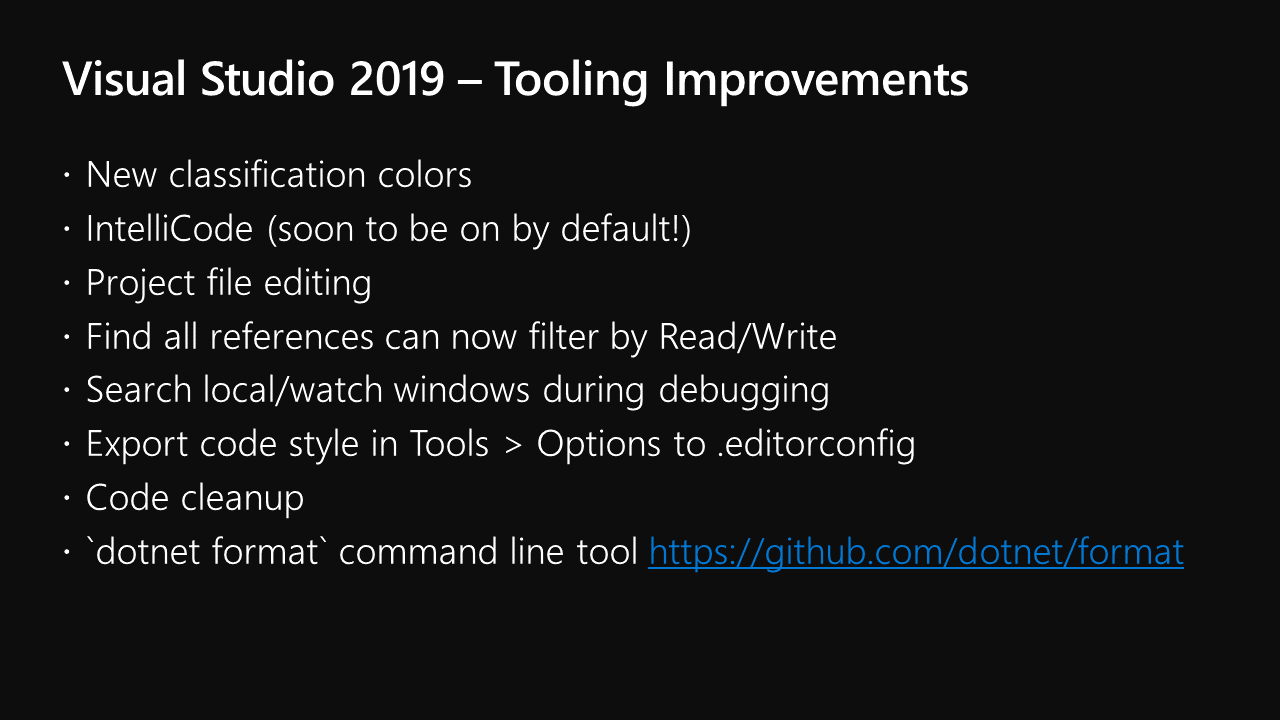 Visual Studio 2019 – Tooling Improvements
· New classification colors
· IntelliCode (soon to be on by default!)
· Project file editing
· Find all references can now filter by Read/Write
· Search local/watch windows during debugging
· Export code style in Tools > Options to .editorconfig
· Code cleanup
· `dotnet format` command line tool https://github.com/dotnet/format